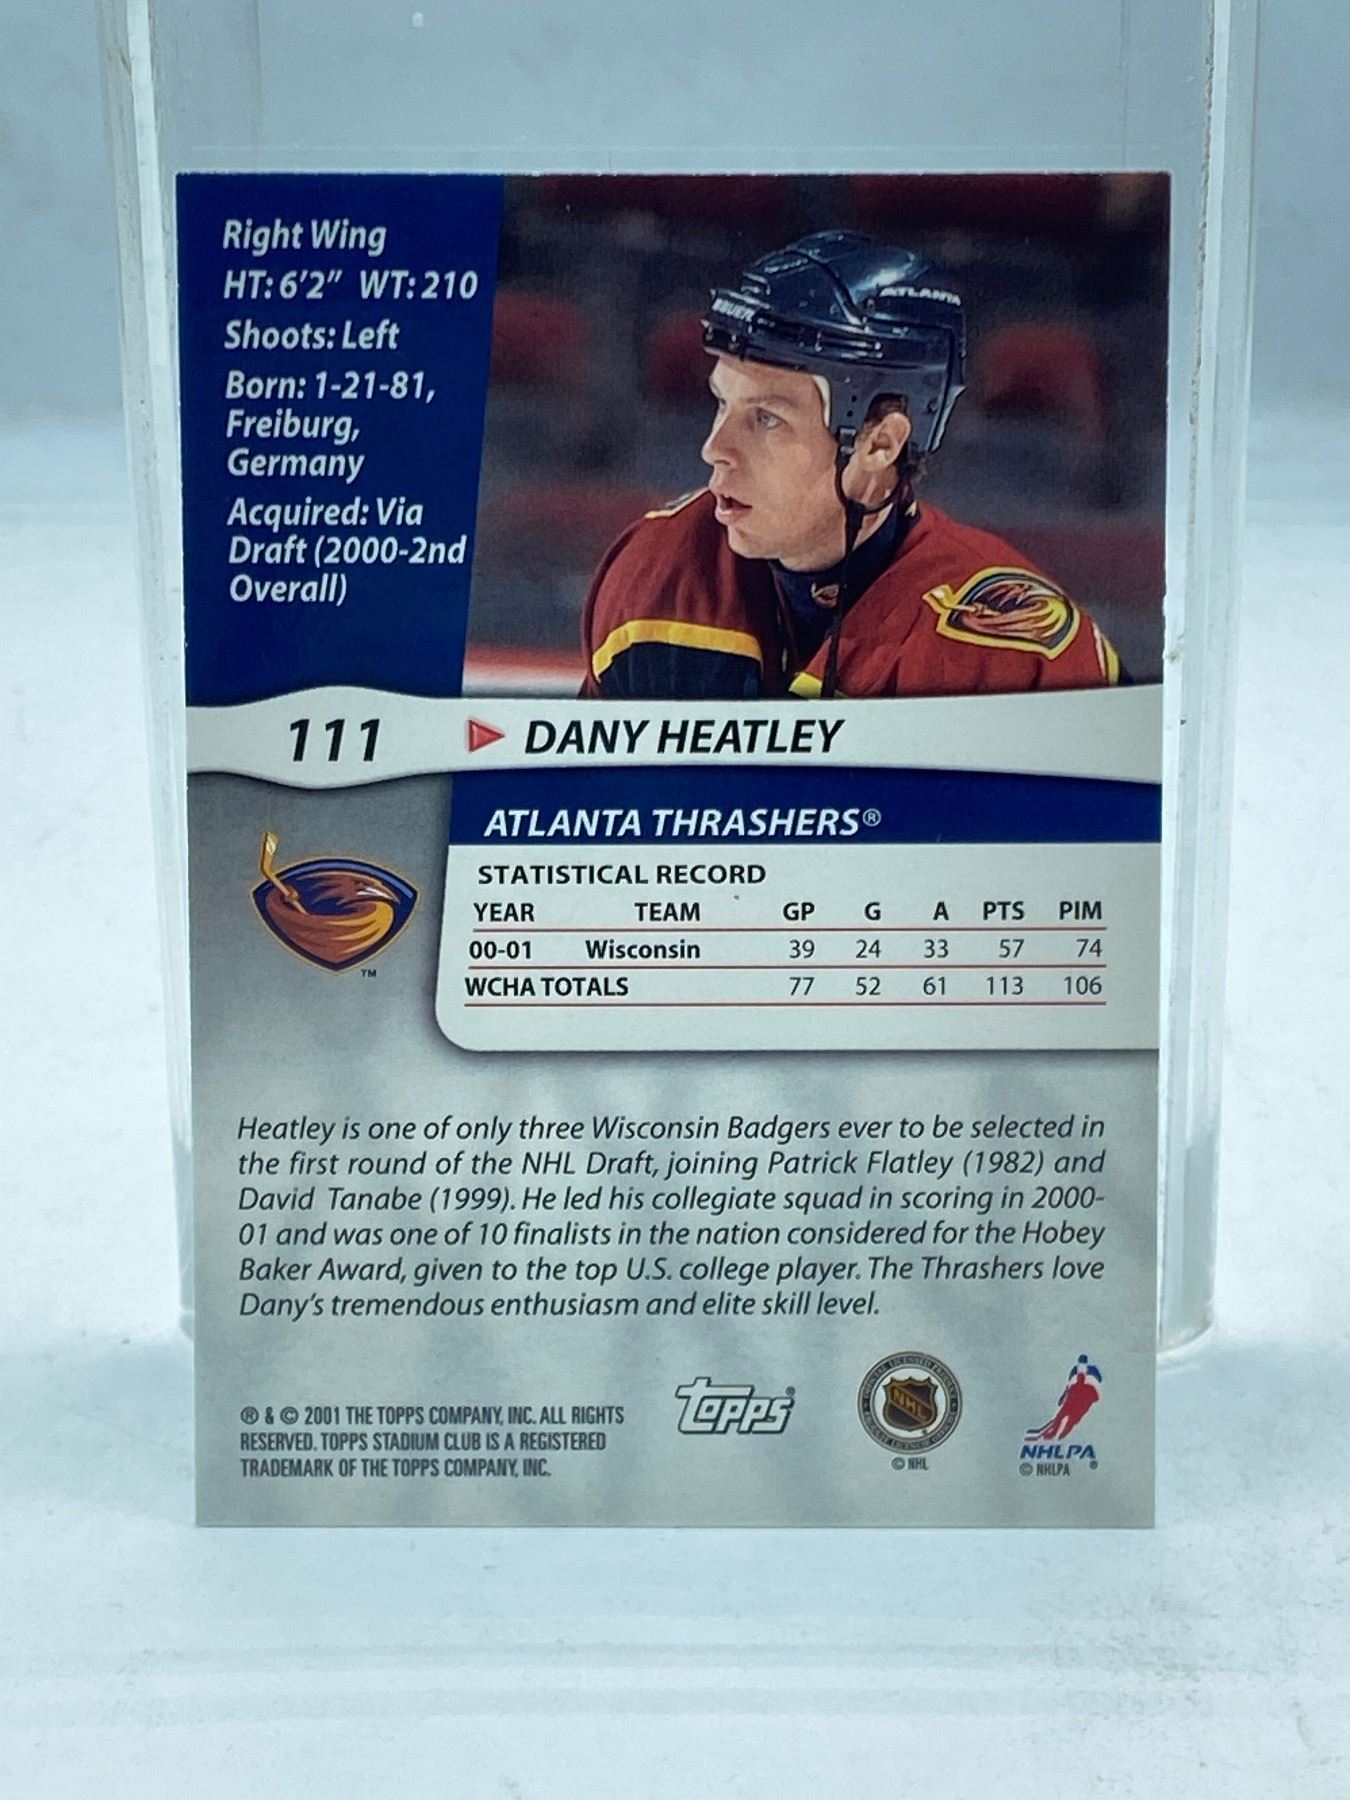 Right Wing
HT: 6'2" WT: 210
Shoots: Left
Born: 1-21-81,
Freiburg,
Germany
Acquired: Via
Draft (2000-2nd
Overall)
BAUER
ATLANTA
111 DANY HEATLEY
ATLANTA THRASHERS®
STATISTICAL RECORD
YEAR TEAM GP G A PTS PIM
00-01 Wisconsin 39 24 33 57 74
WCHA TOTALS 77 52 61 113 106
TM
Heatley is one of only three Wisconsin Badgers ever to be selected in
the first round of the NHL Draft, joining Patrick Flatley (1982) and
David Tanabe (1999). He led his collegiate squad in scoring in 2000-
01 and was one of 10 finalists in the nation considered for the Hobey
Baker Award, given to the top U.S. college player. The Thrashers love
Dany's tremendous enthusiasm and elite skill level.
® & © 2001 THE TOPPS COMPANY, INC. ALL RIGHTS
RESERVED. TOPPS STADIUM CLUB IS A REGISTERED
TRADEMARK OF THE TOPPS COMPANY, INC.
Topps®
NHL
© NHL
NHLPA®
© NHLPA